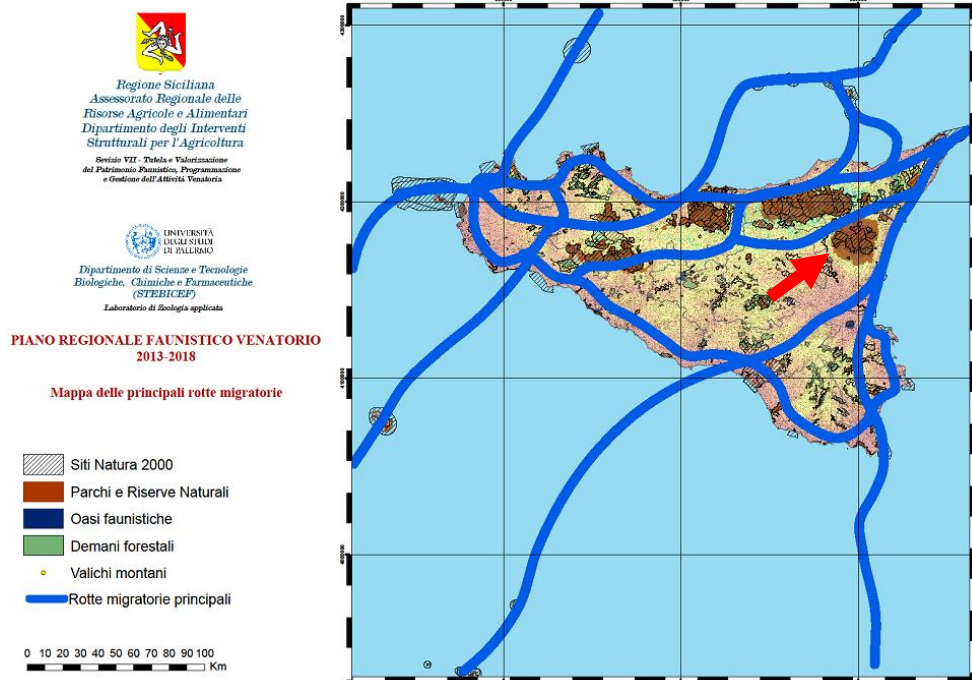 Regione Siciliana
Assessorato Regionale delle
Risorse Agricole e Alimentari
Dipartimento degli Interventi
Strutturali per l'Agricoltura
Sevizio VII - Tutela e Valorizzazione
del Patrimonio Faunistico, Programmazione
e Gestione dell'Attività Venatoria
UNIVERSITÀ
DEGLI STUDI
DI PALERMO
Dipartimento di Scienze e Tecnologie
Biologiche, Chimiche e Farmaceutiche
(STEBICEF)
Laboratorio di Zoologia applicata
PIANO REGIONALE FAUNISTICO VENATORIO
2013-2018
Mappa delle principali rotte migratorie
Siti Natura 2000
Parchi e Riserve Naturali
Oasi faunistiche
Demani forestali
Valichi montani
Rotte migratorie principali
0 10 20 30 40 50 60 70 80 90 100
Km